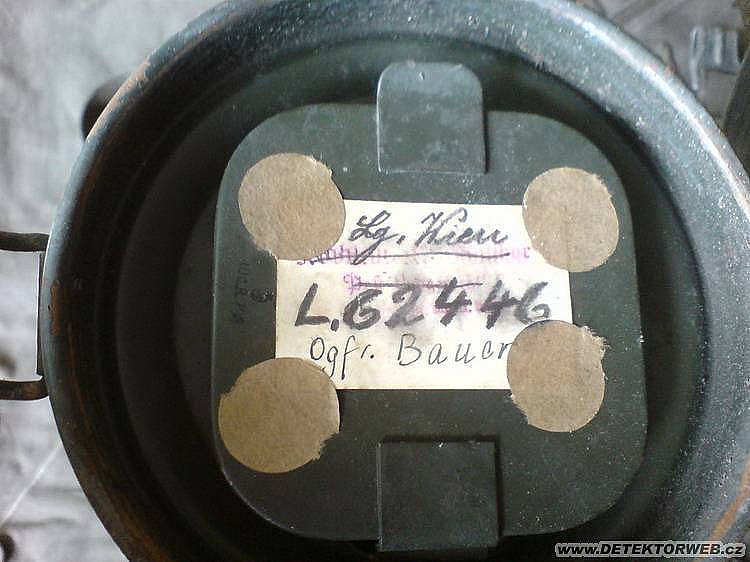 Lg. Wien
L.62446
Ogfr. Bauer
www.DETEKTORWEB.cz